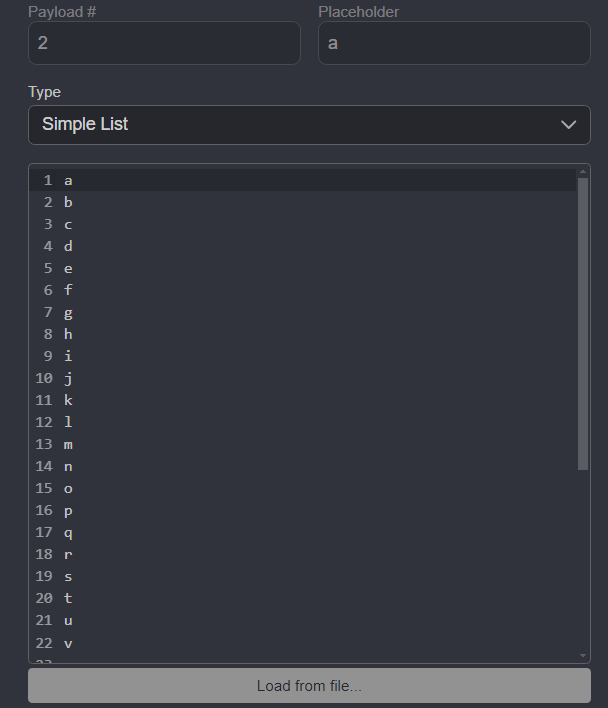 Payload #
Placeholder
2
a
Type
Simple List
1 a
2 b
3 c
4 d
5 e
6 f
7 g
8 h
9 i
10 j
11 k
12 l
13 m
14 n
15 o
16 p
17 q
18 r
19 s
20 t
21 u
22 v
Load from file...